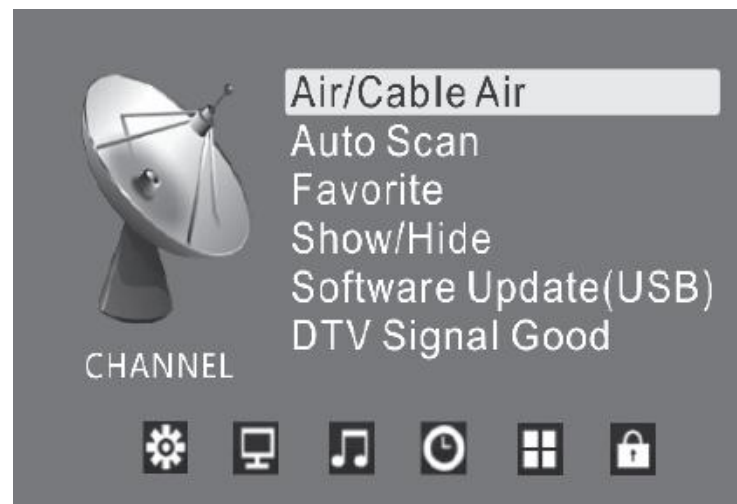 Air/Cable Air
Auto Scan
Favorite
Show/Hide
Software Update(USB)
DTV Signal Good
CHANNEL